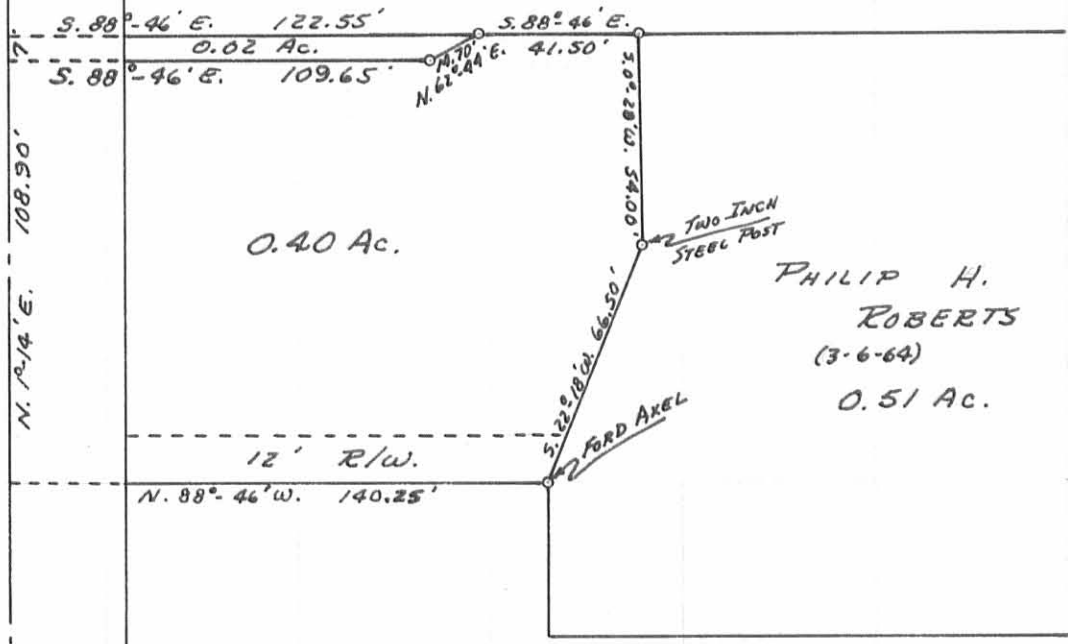 S. 88°-46' E. 122.55'
S. 88°-46' E.
7'
0.02 Ac.
14.70'
N. 62°-44' E.
41.50'
S. 88°-46' E. 109.65'
S. 0°-28' W. 54.00'
N. 1°-14' E. 108.90'
0.40 Ac.
TWO INCH
STEEL POST
PHILIP H.
ROBERTS
(3-6-64)
0.51 Ac.
S. 22°-18' W. 66.50'
FORD AXEL
12' R/W.
N. 88°-46' W. 140.25'